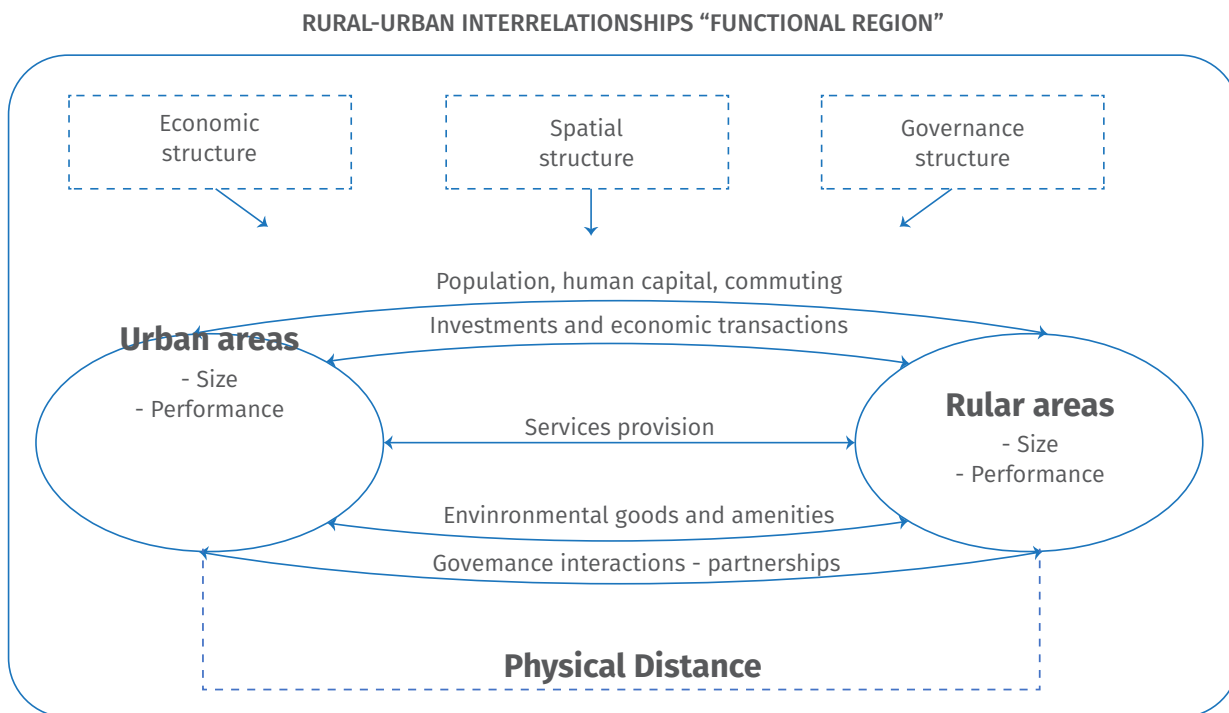 RURAL-URBAN INTERRELATIONSHIPS “FUNCTIONAL REGION”
Economic
structure
Spatial
structure
Governance
structure
Population, human capital, commuting
Investments and economic transactions
Urban areas
- Size
- Performance
Services provision
Rular areas
- Size
- Performance
Envinronmental goods and amenities
Govemance interactions - partnerships
Physical Distance